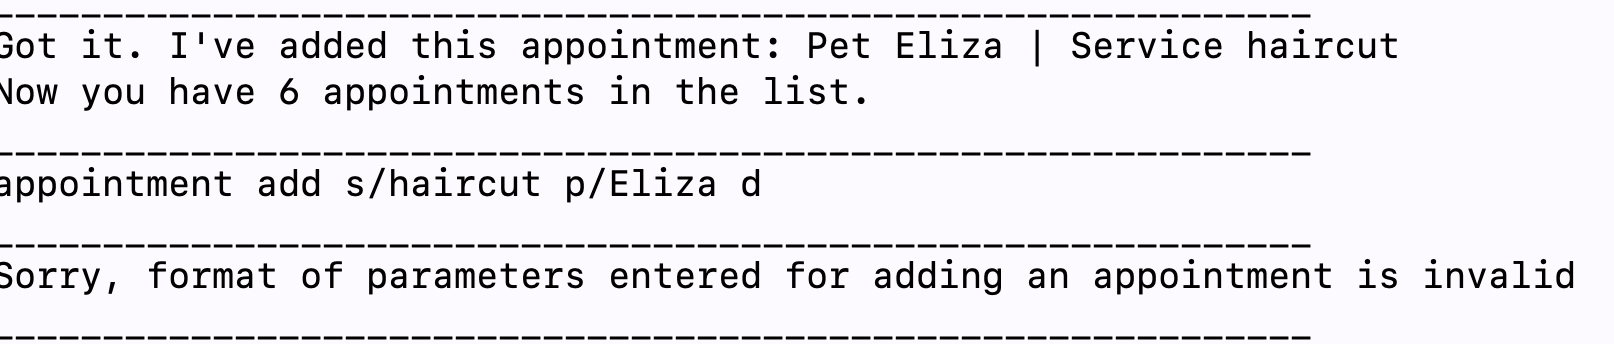 ____________________________________________________________
Got it. I've added this appointment: Pet Eliza | Service haircut
Now you have 6 appointments in the list.
____________________________________________________________
appointment add s/haircut p/Eliza d
____________________________________________________________
Sorry, format of parameters entered for adding an appointment is invalid
____________________________________________________________